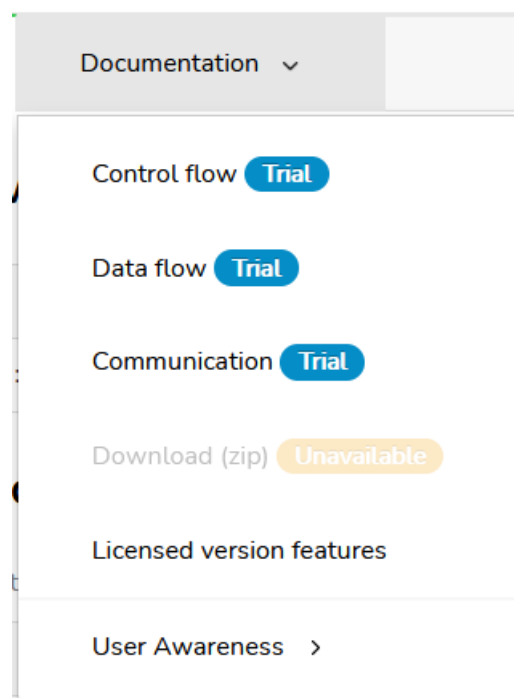 Documentation
Control flow Trial
Data flow Trial
Communication Trial
Download (zip) Unavailable
Licensed version features
User Awareness